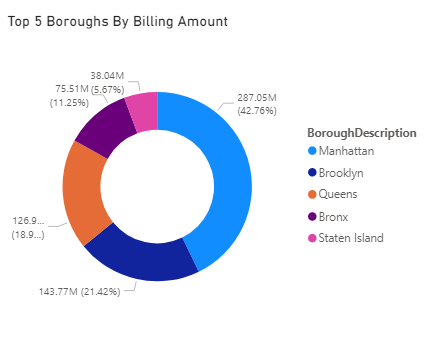 Top 5 Boroughs By Billing Amount
38.04M
(5.67%)
75.51M
(11.25%)
287.05M
(42.76%)
126.9...
(18.9...)
143.77M (21.42%)
BoroughDescription
Manhattan
Brooklyn
Queens
Bronx
Staten Island